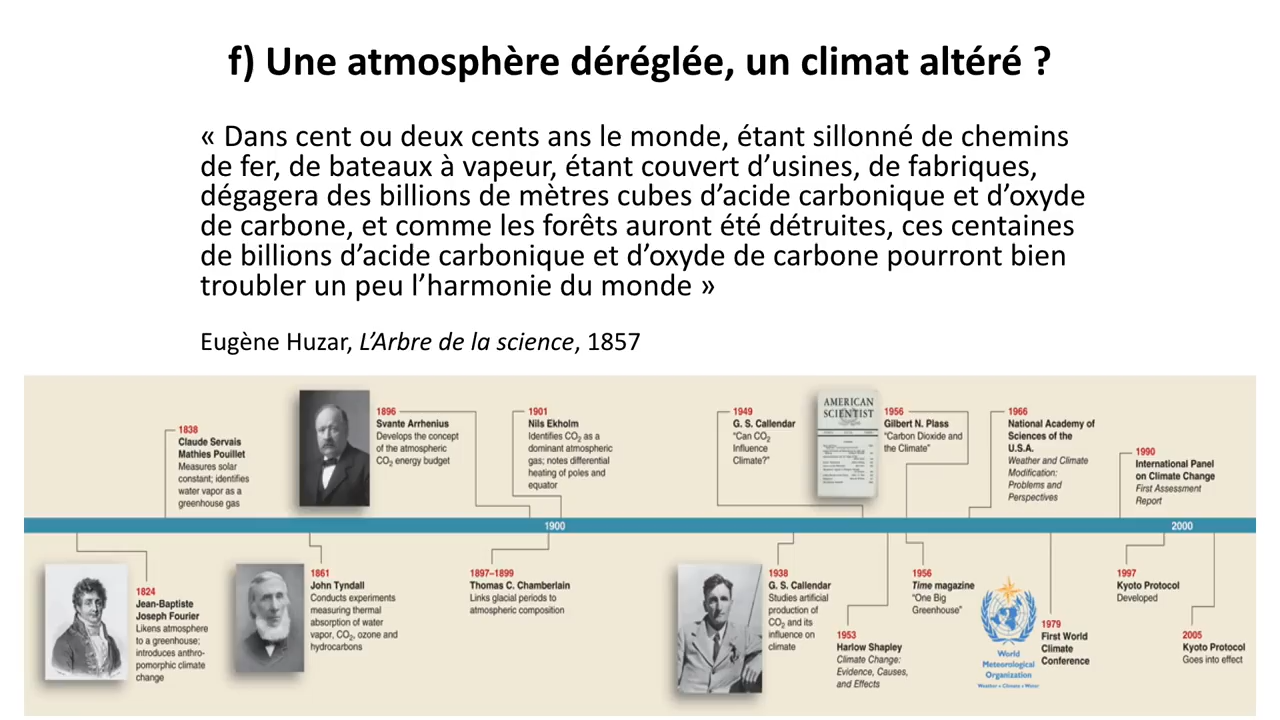 f) Une atmosphère déréglée, un climat altéré ?
« Dans cent ou deux cents ans le monde, étant sillonné de chemins
de fer, de bateaux à vapeur, étant couvert d’usines, de fabriques,
dégagera des billions de mètres cubes d’acide carbonique et d’oxyde
de carbone, et comme les forêts auront été détruites, ces centaines
de billions d’acide carbonique et d’oxyde de carbone pourront bien
troubler un peu l’harmonie du monde »
Eugène Huzar, L’Arbre de la science, 1857
1838
Claude Servais
Mathies Pouillet
Measures solar
constant; identifies
water vapor as a
greenhouse gas
1896
Svante Arrhenius
Develops the concept
of the atmospheric
CO₂ energy budget
1901
Nils Ekholm
Identifies CO₂ as a
dominant atmospheric
gas; notes differential
heating of poles and
equator
1949
G. S. Callendar
“Can CO₂
Influence
Climate?”
AMERICAN
SCIENTIST
1956
Gilbert N. Plass
“Carbon Dioxide and
the Climate”
1966
National Academy of
Sciences of the
U.S.A.
Weather and Climate
Modification:
Problems and
Perspectives
1990
International Panel
on Climate Change
First Assessment
Report
1900
2000
1824
Jean-Baptiste
Joseph Fourier
Likens atmosphere
to a greenhouse;
introduces anthro-
pomorphic climate
change
1861
John Tyndall
Conducts experiments
measuring thermal
absorption of water
vapor, CO₂, ozone and
hydrocarbons
1897–1899
Thomas C. Chamberlain
Links glacial periods to
atmospheric composition
1938
G. S. Callendar
Studies artificial
production of
CO₂ and its
influence on
climate
1953
Harlow Shapley
Climate Change:
Evidence, Causes,
and Effects
1956
Time magazine
“One Big
Greenhouse”
World
Meteorological
Organization
Weather • Climate • Water
1979
First World
Climate
Conference
1997
Kyoto Protocol
Developed
2005
Kyoto Protocol
Goes into effect